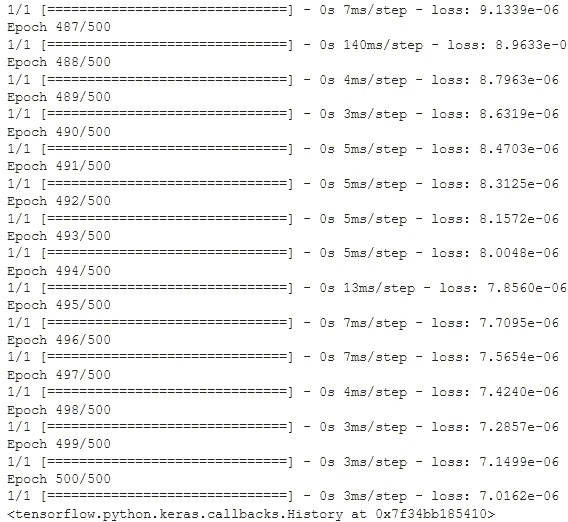 1/1 [==============================] - 0s 7ms/step - loss: 9.1339e-06
Epoch 487/500
1/1 [==============================] - 0s 140ms/step - loss: 8.9633e-0
Epoch 488/500
1/1 [==============================] - 0s 4ms/step - loss: 8.7963e-06
Epoch 489/500
1/1 [==============================] - 0s 3ms/step - loss: 8.6319e-06
Epoch 490/500
1/1 [==============================] - 0s 5ms/step - loss: 8.4703e-06
Epoch 491/500
1/1 [==============================] - 0s 5ms/step - loss: 8.3125e-06
Epoch 492/500
1/1 [==============================] - 0s 5ms/step - loss: 8.1572e-06
Epoch 493/500
1/1 [==============================] - 0s 5ms/step - loss: 8.0048e-06
Epoch 494/500
1/1 [==============================] - 0s 13ms/step - loss: 7.8560e-06
Epoch 495/500
1/1 [==============================] - 0s 7ms/step - loss: 7.7095e-06
Epoch 496/500
1/1 [==============================] - 0s 7ms/step - loss: 7.5654e-06
Epoch 497/500
1/1 [==============================] - 0s 4ms/step - loss: 7.4240e-06
Epoch 498/500
1/1 [==============================] - 0s 3ms/step - loss: 7.2857e-06
Epoch 499/500
1/1 [==============================] - 0s 3ms/step - loss: 7.1499e-06
Epoch 500/500
1/1 [==============================] - 0s 3ms/step - loss: 7.0162e-06
<tensorflow.python.keras.callbacks.History at 0x7f34bb185410>